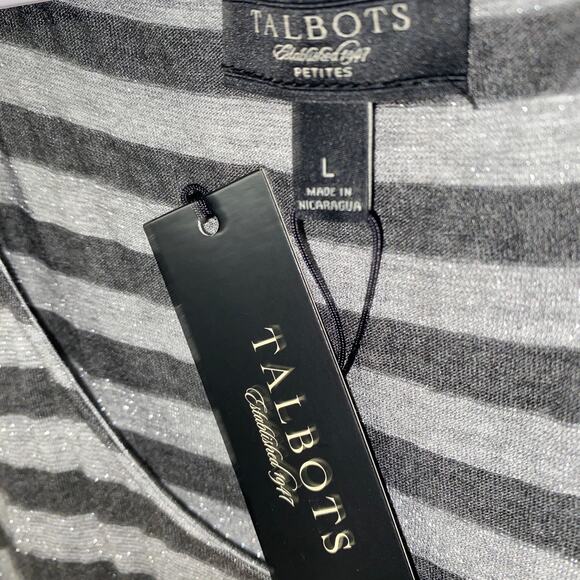 TALBOTS
Established 1947
PETITES
L
MADE IN
NICARAGUA
TALBOTS
Established 1947